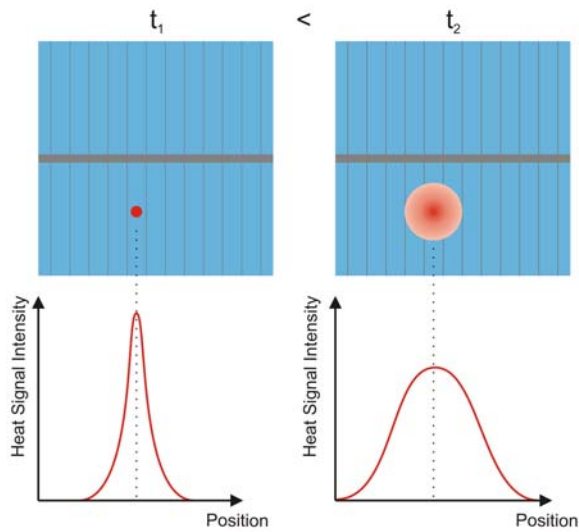 t₁ < t₂
Heat Signal Intensity
Position
Heat Signal Intensity
Position